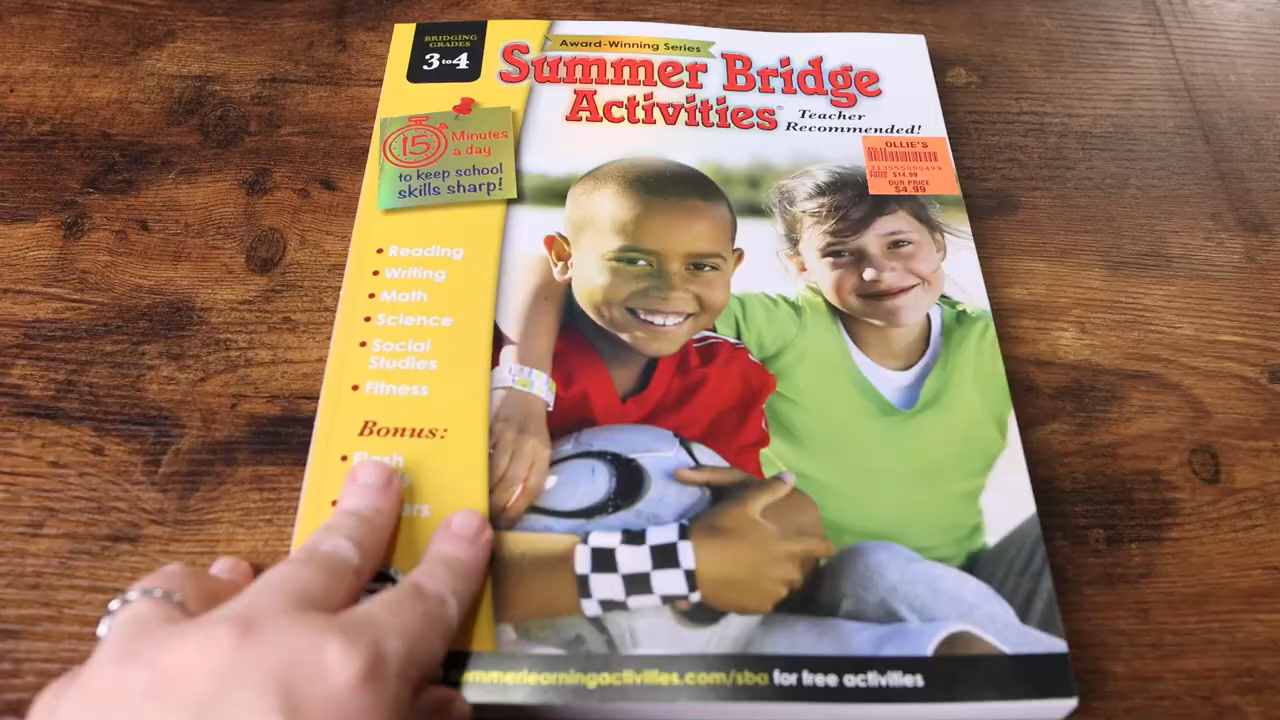 BRIDGING
GRADES
3 to 4
Award-Winning Series
Summer Bridge
Activities®
Teacher
Recommended!
15 Minutes
a day
to keep school
skills sharp!
OLLIE'S
$14.99
OUR PRICE
$4.99
• Reading
• Writing
• Math
• Science
• Social
Studies
• Fitness
Bonus:
• Flash
mmerlearningactivities.com/sba for free activities